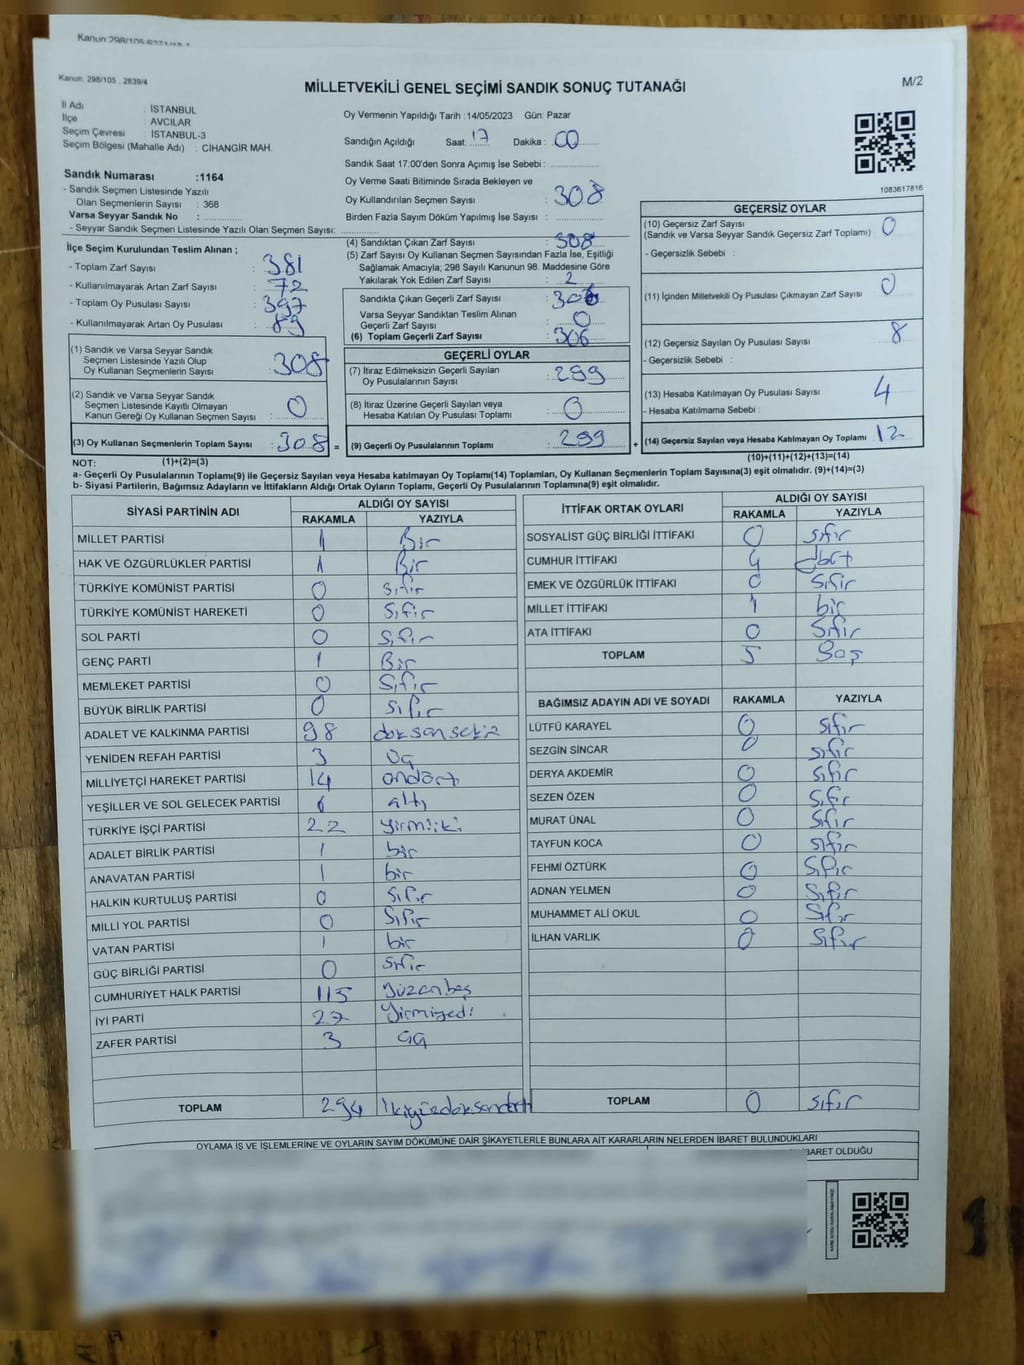 Kanun 298/105
Kanun: 298/105 , 2839/4
MİLLETVEKİLİ GENEL SEÇİMİ SANDIK SONUÇ TUTANAĞI
M/2
İl Adı : İSTANBUL
İlçe : AVCILAR
Seçim Çevresi : İSTANBUL-3
Seçim Bölgesi (Mahalle Adı) : CİHANGİR MAH.
Sandık Numarası :1164
- Sandık Seçmen Listesinde Yazılı
Olan Seçmenlerin Sayısı : 368
Varsa Seyyar Sandık No :
- Seyyar Sandık Seçmen Listesinde Yazılı Olan Seçmen Sayısı:
Oy Vermenin Yapıldığı Tarih :14/05/2023 Gün: Pazar
Sandığın Açıldığı Saat: 17 Dakika : 00
Sandık Saat 17:00'den Sonra Açımış İse Sebebi :
Oy Verme Saati Bitiminde Sırada Bekleyen ve
Oy Kullandırılan Seçmen Sayısı : 308
Birden Fazla Sayım Döküm Yapılmış İse Sayısı :
1083617816
İlçe Seçim Kurulundan Teslim Alınan ;
- Toplam Zarf Sayısı : 381
- Kullanılmayarak Artan Zarf Sayısı : 72
- Toplam Oy Pusulası Sayısı : 397
- Kullanılmayarak Artan Oy Pusulası : 89
(1) Sandık ve Varsa Seyyar Sandık
Seçmen Listesinde Yazılı Olup
Oy Kullanan Seçmenlerin Sayısı : 308
(2) Sandık ve Varsa Seyyar Sandık
Seçmen Listesinde Kayıtlı Olmayan
Kanun Gereği Oy Kullanan Seçmen Sayısı : 0
(3) Oy Kullanan Seçmenlerin Toplam Sayısı : 308 =
(4) Sandıktan Çıkan Zarf Sayısı : 308
(5) Zarf Sayısı Oy Kullanan Seçmen Sayısından Fazla İse, Eşitliği
Sağlamak Amacıyla; 298 Sayılı Kanunun 98. Maddesine Göre
Yakılarak Yok Edilen Zarf Sayısı : 2
Sandıkta Çıkan Geçerli Zarf Sayısı : 306
Varsa Seyyar Sandıktan Teslim Alınan
Geçerli Zarf Sayısı : 0
(6) Toplam Geçerli Zarf Sayısı : 306
GEÇERLİ OYLAR
(7) İtiraz Edilmeksizin Geçerli Sayılan
Oy Pusulalarının Sayısı : 299
(8) İtiraz Üzerine Geçerli Sayılan veya
Hesaba Katılan Oy Pusulası Toplamı : 0
(9) Geçerli Oy Pusulalarının Toplamı : 299 +
GEÇERSİZ OYLAR
(10) Geçersiz Zarf Sayısı
(Sandık ve Varsa Seyyar Sandık Geçersiz Zarf Toplamı) : 0
- Geçersizlik Sebebi :
(11) İçinden Milletvekili Oy Pusulası Çıkmayan Zarf Sayısı : 0
(12) Geçersiz Sayılan Oy Pusulası Sayısı : 8
- Geçersizlik Sebebi :
(13) Hesaba Katılmayan Oy Pusulası Sayısı : 4
- Hesaba Katılmama Sebebi :
(14) Geçersiz Sayılan veya Hesaba Katılmayan Oy Toplamı : 12
NOT: (1)+(2)=(3) (10)+(11)+(12)+(13)=(14)
a- Geçerli Oy Pusulalarının Toplamı(9) ile Geçersiz Sayılan veya Hesaba katılmayan Oy Toplamı(14) Toplamları, Oy Kullanan Seçmenlerin Toplam Sayısına(3) eşit olmalıdır. (9)+(14)=(3)
b- Siyasi Partilerin, Bağımsız Adayların ve İttifakların Aldığı Ortak Oyların Toplamı, Geçerli Oy Pusulalarının Toplamına(9) eşit olmalıdır.
SİYASİ PARTİNİN ADI ALDIĞI OY SAYISI
RAKAMLA YAZIYLA
MİLLET PARTİSİ 1 Bir
HAK VE ÖZGÜRLÜKLER PARTİSİ 1 Bir
TÜRKİYE KOMÜNİST PARTİSİ 0 Sıfır
TÜRKİYE KOMÜNİST HAREKETİ 0 Sıfır
SOL PARTİ 0 Sıfır
GENÇ PARTİ 1 Bir
MEMLEKET PARTİSİ 0 Sıfır
BÜYÜK BİRLİK PARTİSİ 0 sıfır
ADALET VE KALKINMA PARTİSİ 98 doksansekiz
YENİDEN REFAH PARTİSİ 3 üç
MİLLİYETÇİ HAREKET PARTİSİ 14 ondört
YEŞİLLER VE SOL GELECEK PARTİSİ 6 altı
TÜRKİYE İŞÇİ PARTİSİ 22 yirmiiki
ADALET BİRLİK PARTİSİ 1 bir
ANAVATAN PARTİSİ 1 bir
HALKIN KURTULUŞ PARTİSİ 0 Sıfır
MİLLİ YOL PARTİSİ 0 Sıfır
VATAN PARTİSİ 1 bir
GÜÇ BİRLİĞİ PARTİSİ 0 sıfır
CUMHURİYET HALK PARTİSİ 115 yüzonbeş
İYİ PARTİ 27 yirmiyedi
ZAFER PARTİSİ 3 üç
TOPLAM 294 ikiyüzdoksandört
İTTİFAK ORTAK OYLARI ALDIĞI OY SAYISI
RAKAMLA YAZIYLA
SOSYALİST GÜÇ BİRLİĞİ İTTİFAKI 0 sıfır
CUMHUR İTTİFAKI 4 dört
EMEK VE ÖZGÜRLÜK İTTİFAKI 0 Sıfır
MİLLET İTTİFAKI 1 bir
ATA İTTİFAKI 0 Sıfır
TOPLAM 5 Beş
BAĞIMSIZ ADAYIN ADI VE SOYADI RAKAMLA YAZIYLA
LÜTFÜ KARAYEL 0 sıfır
SEZGİN SİNCAR 0 sıfır
DERYA AKDEMİR 0 sıfır
SEZEN ÖZEN 0 Sıfır
MURAT ÜNAL 0 Sıfır
TAYFUN KOCA 0 sıfır
FEHMİ ÖZTÜRK 0 Sıfır
ADNAN YELMEN 0 Sıfır
MUHAMMET ALİ OKUL 0 Sıfır
İLHAN VARLIK 0 Sıfır
TOPLAM 0 sıfır
OYLAMA İŞ VE İŞLEMLERİNE VE OYLARIN SAYIM DÖKÜMÜNE DAİR ŞİKAYETLERLE BUNLARA AİT KARARLARIN NELERDEN İBARET BULUNDUKLARI
İBARET OLDUĞU